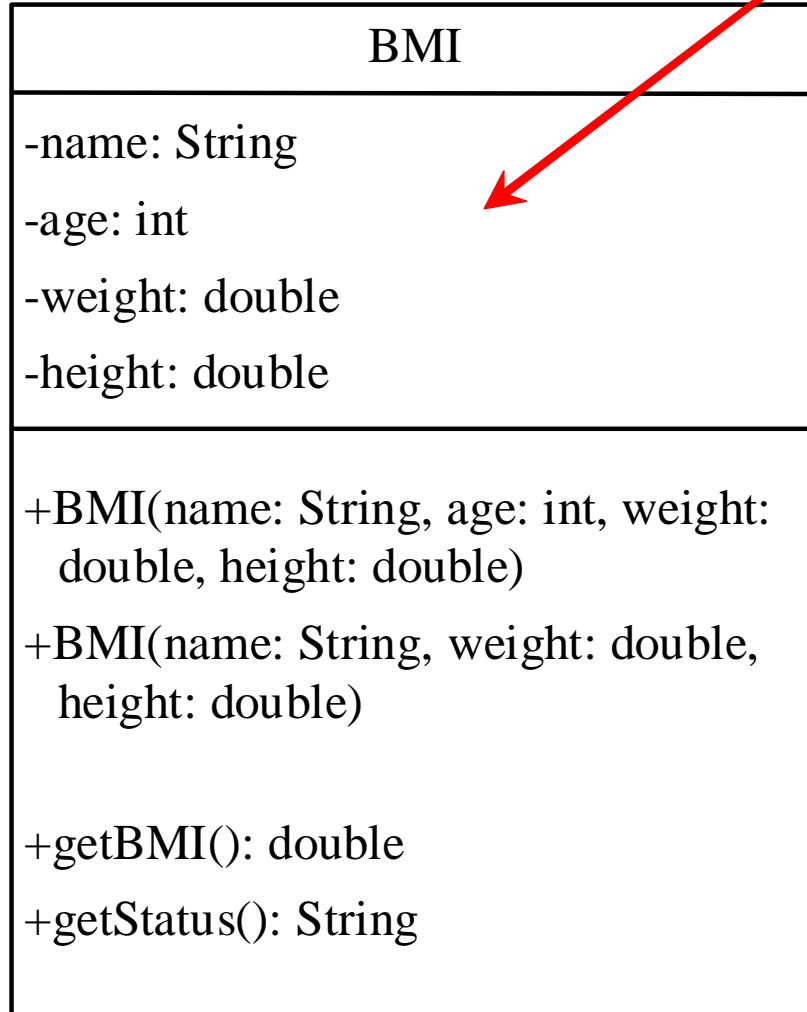 BMI
-name: String
-age: int
-weight: double
-height: double
+BMI(name: String, age: int, weight:
double, height: double)
+BMI(name: String, weight: double,
height: double)
+getBMI(): double
+getStatus(): String